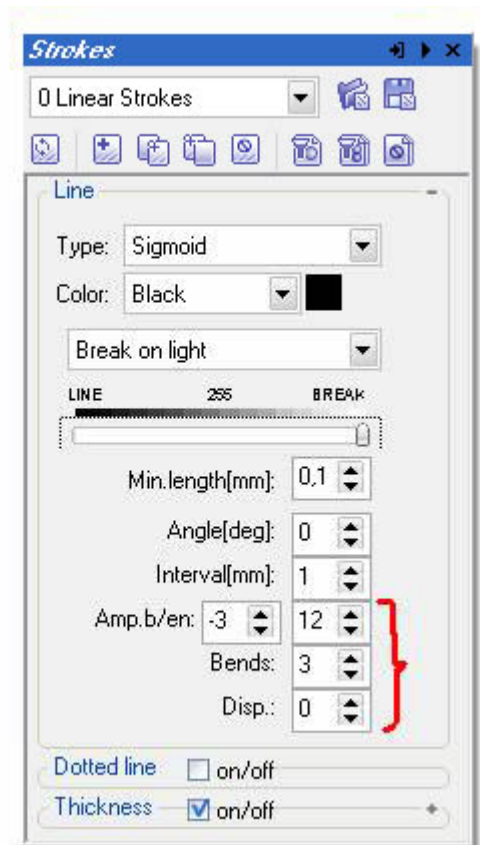 Strokes
0 Linear Strokes
Line
Type: Sigmoid
Color: Black
Break on light
LINE 255 BREAK
Min.length[mm]: 0,1
Angle[deg]: 0
Interval[mm]: 1
Amp.b/en: -3 12
Bends: 3
Disp.: 0
Dotted line on/off
Thickness on/off